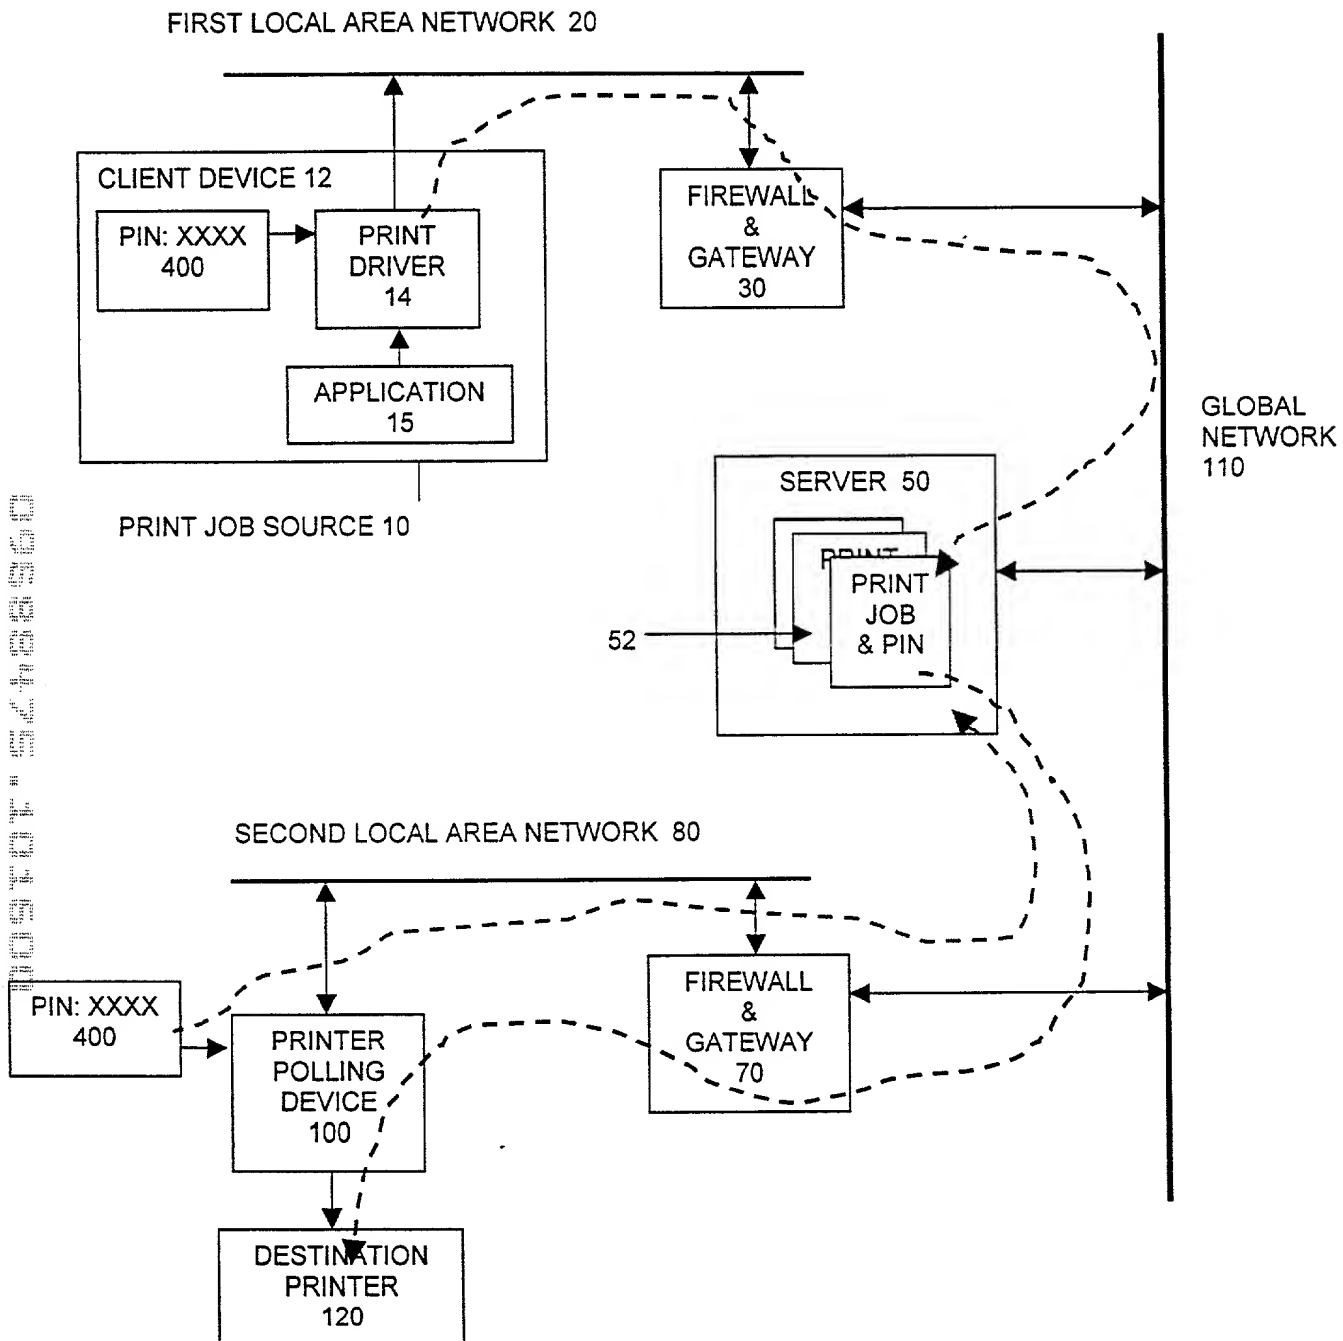 FIRST LOCAL AREA NETWORK 20
CLIENT DEVICE 12
PIN: XXXX
400
PRINT
DRIVER
14
APPLICATION
15
FIREWALL
&
GATEWAY
30
GLOBAL
NETWORK
110
PRINT JOB SOURCE 10
SERVER 50
PRINT
PRINT
JOB
& PIN
52
SECOND LOCAL AREA NETWORK 80
PIN: XXXX
400
PRINTER
POLLING
DEVICE
100
FIREWALL
&
GATEWAY
70
DESTINATION
PRINTER
120